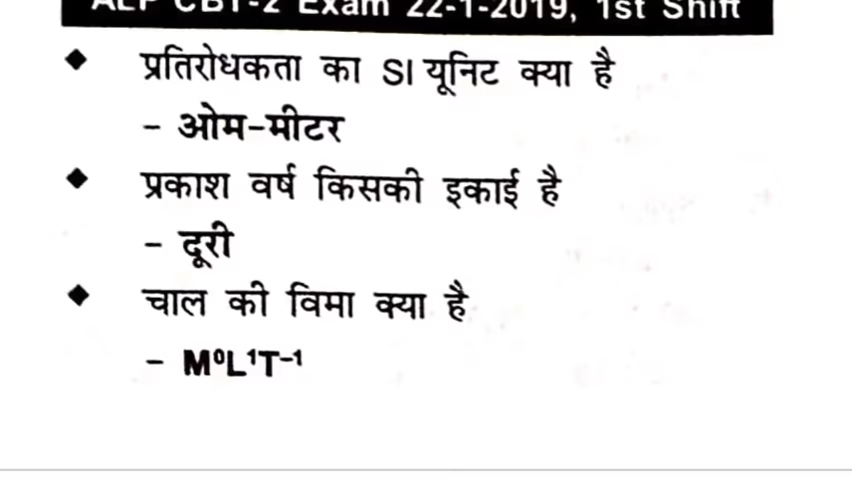 ALP CBT-2 Exam 22-1-2019, 1st Shift
◆ प्रतिरोधकता का SI यूनिट क्या है
– ओम-मीटर
◆ प्रकाश वर्ष किसकी इकाई है
– दूरी
◆ चाल की विमा क्या है
– M⁰L¹T⁻¹